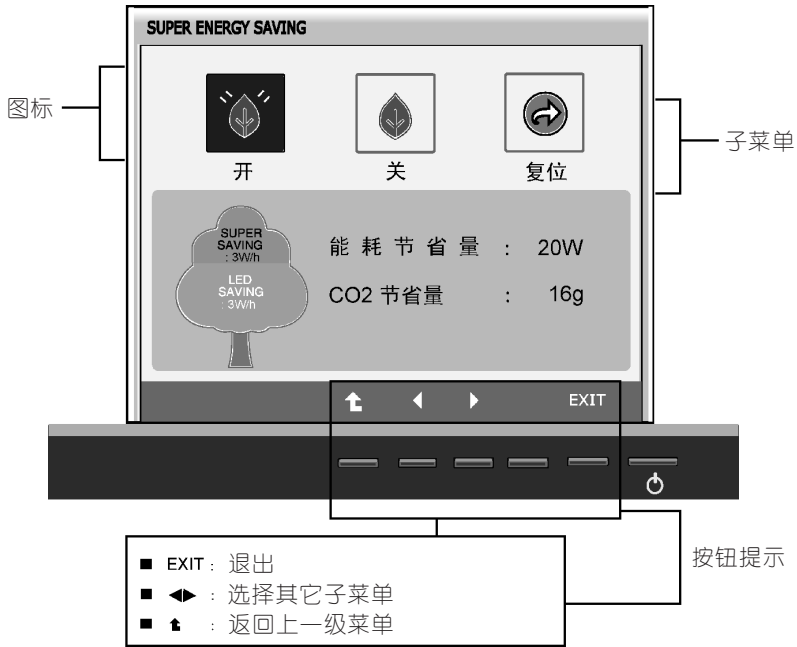 SUPER ENERGY SAVING
图标
子菜单
开
关
复位
SUPER
SAVING
: 3W/h
LED
SAVING
: 3W/h
能耗节省量 : 20W
CO2 节省量 : 16g
EXIT
按钮提示
■ EXIT : 退出
■ ◀▶ : 选择其它子菜单
■ ⮤ : 返回上一级菜单